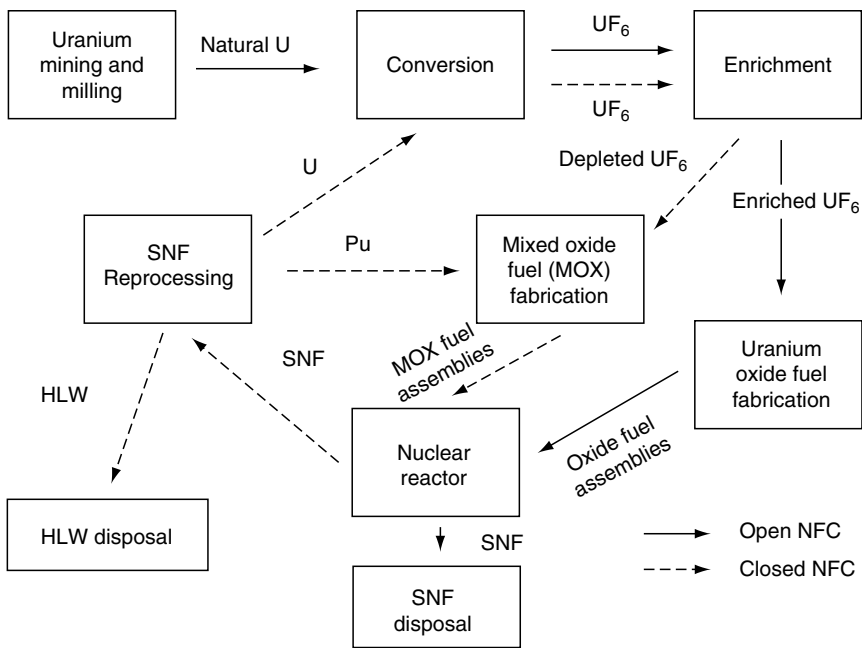 Uranium
mining and
milling
Natural U
Conversion
UF6
UF6
Enrichment
U
Depleted UF6
Enriched UF6
SNF
Reprocessing
Pu
Mixed oxide
fuel (MOX)
fabrication
Uranium
oxide fuel
fabrication
HLW
SNF
MOX fuel
assemblies
Oxide fuel
assemblies
Nuclear
reactor
HLW disposal
SNF
SNF
disposal
Open NFC
Closed NFC